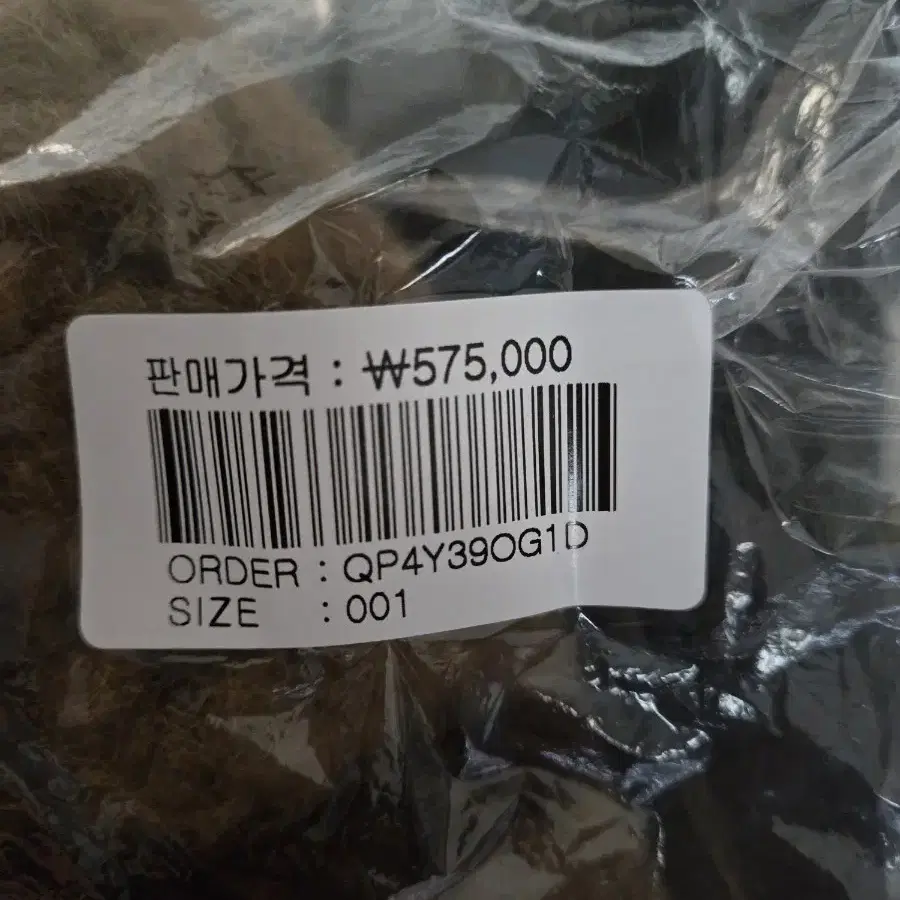 판매가격 : ₩575,000
ORDER : QP4Y39OG1D
SIZE : 001